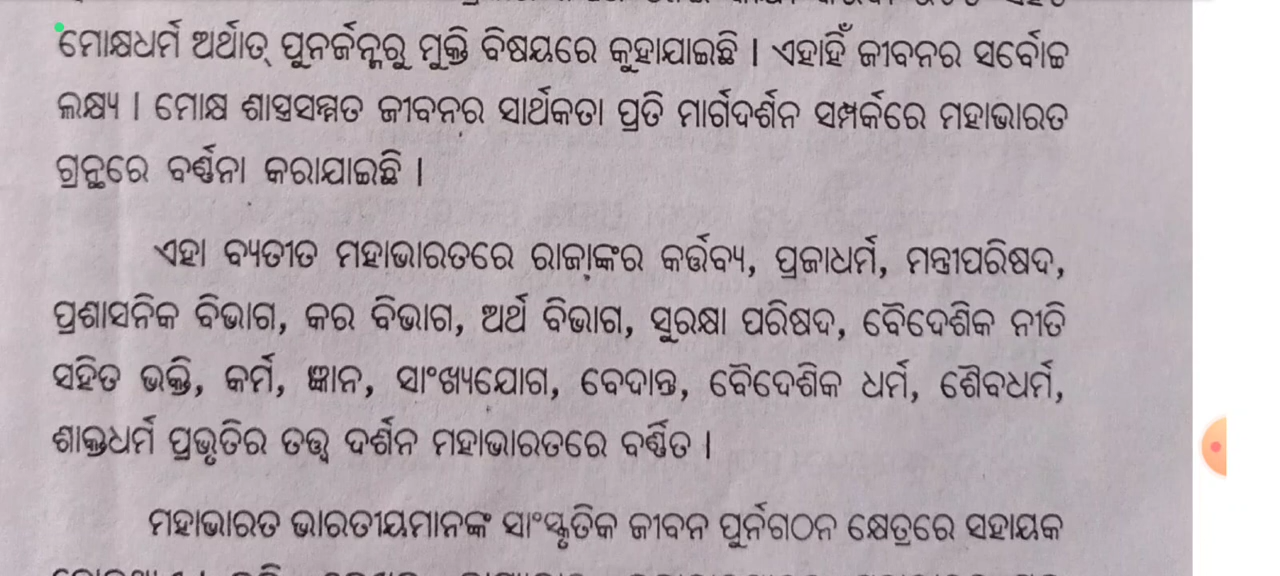 ମୋକ୍ଷଧର୍ମ ଅର୍ଥାତ୍ ପୁନର୍ଜନ୍ମରୁ ମୁକ୍ତି ବିଷୟରେ କୁହାଯାଇଛି । ଏହାହିଁ ଜୀବନର ସର୍ବୋଚ୍ଚ
ଲକ୍ଷ୍ୟ । ମୋକ୍ଷ ଶାସ୍ତ୍ରସମ୍ମତ ଜୀବନର ସାର୍ଥକତା ପ୍ରତି ମାର୍ଗଦର୍ଶନ ସମ୍ପର୍କରେ ମହାଭାରତ
ଗ୍ରନ୍ଥରେ ବର୍ଣ୍ଣନା କରାଯାଇଛି ।
ଏହା ବ୍ୟତୀତ ମହାଭାରତରେ ରାଜାଙ୍କର କର୍ତ୍ତବ୍ୟ, ପ୍ରଜାଧର୍ମ, ମନ୍ତ୍ରୀପରିଷଦ,
ପ୍ରଶାସନିକ ବିଭାଗ, କର ବିଭାଗ, ଅର୍ଥ ବିଭାଗ, ସୁରକ୍ଷା ପରିଷଦ, ବୈଦେଶିକ ନୀତି
ସହିତ ଭକ୍ତି, କର୍ମ, ଜ୍ଞାନ, ସାଂଖ୍ୟଯୋଗ, ବେଦାନ୍ତ, ବୈଦେଶିକ ଧର୍ମ, ଶୈବଧର୍ମ,
ଶାକ୍ତଧର୍ମ ପ୍ରଭୃତିର ତତ୍ତ୍ୱ ଦର୍ଶନ ମହାଭାରତରେ ବର୍ଣ୍ଣିତ ।
ମହାଭାରତ ଭାରତୀୟମାନଙ୍କ ସାଂସ୍କୃତିକ ଜୀବନ ପୁର୍ନଗଠନ କ୍ଷେତ୍ରରେ ସହାୟକ